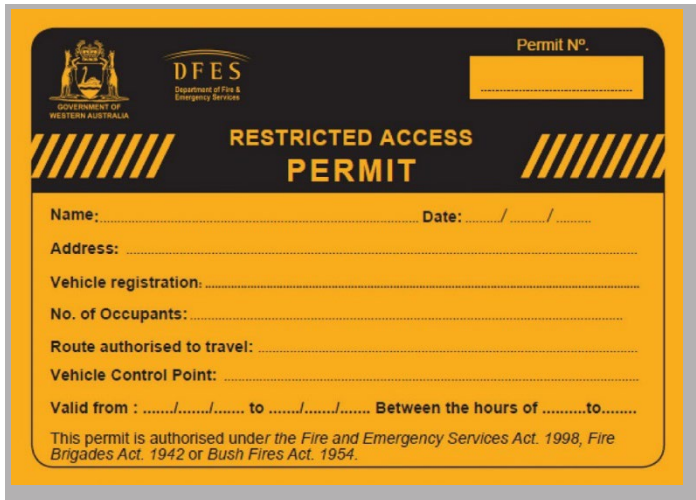 Permit Nº.
DFES
Department of Fire &
Emergency Services
GOVERNMENT OF
WESTERN AUSTRALIA
RESTRICTED ACCESS
PERMIT
Name:.................... Date: ......../ ......../ ........
Address: ....................
Vehicle registration: ....................
No. of Occupants: ....................
Route authorised to travel: ....................
Vehicle Control Point: ....................
Valid from : ......./......./....... to ......./......./....... Between the hours of ..........to........
This permit is authorised under the Fire and Emergency Services Act. 1998, Fire
Brigades Act. 1942 or Bush Fires Act. 1954.